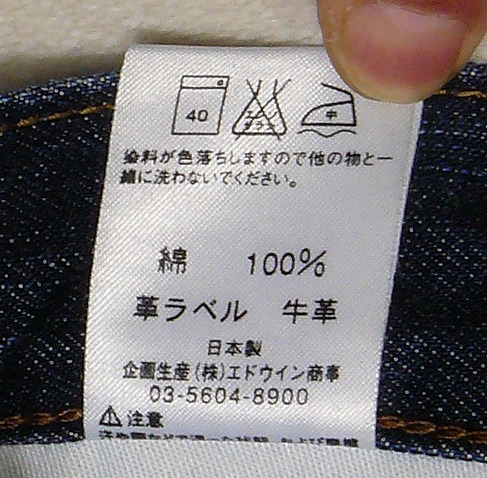 40
エンソ
サラシ
中
染料が色落ちしますので他の物と一
緒に洗わないでください。
綿 100%
革ラベル 牛革
日本製
企画生産(株)エドウイン商事
03-5604-8900
⚠注意